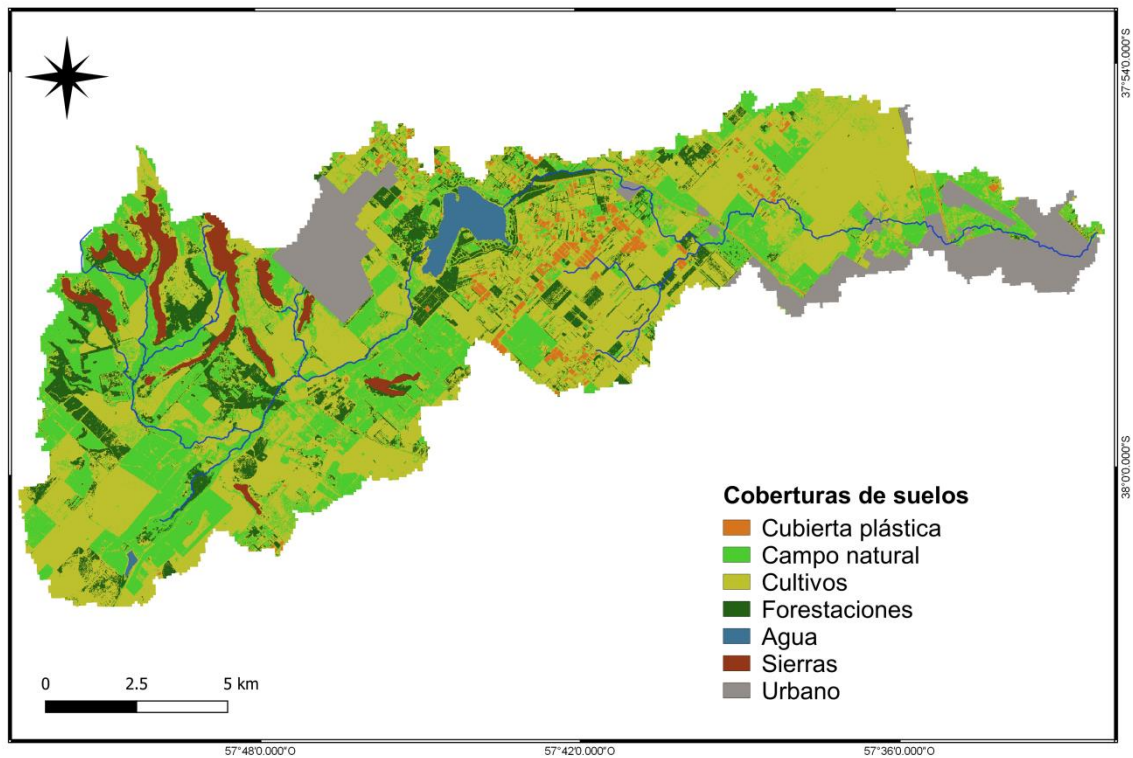 37°54'0.000"S
38°0'0.000"S
Coberturas de suelos
Cubierta plástica
Campo natural
Cultivos
Forestaciones
Agua
Sierras
Urbano
0 2.5 5 km
57°48'0.000"O 57°42'0.000"O 57°36'0.000"O